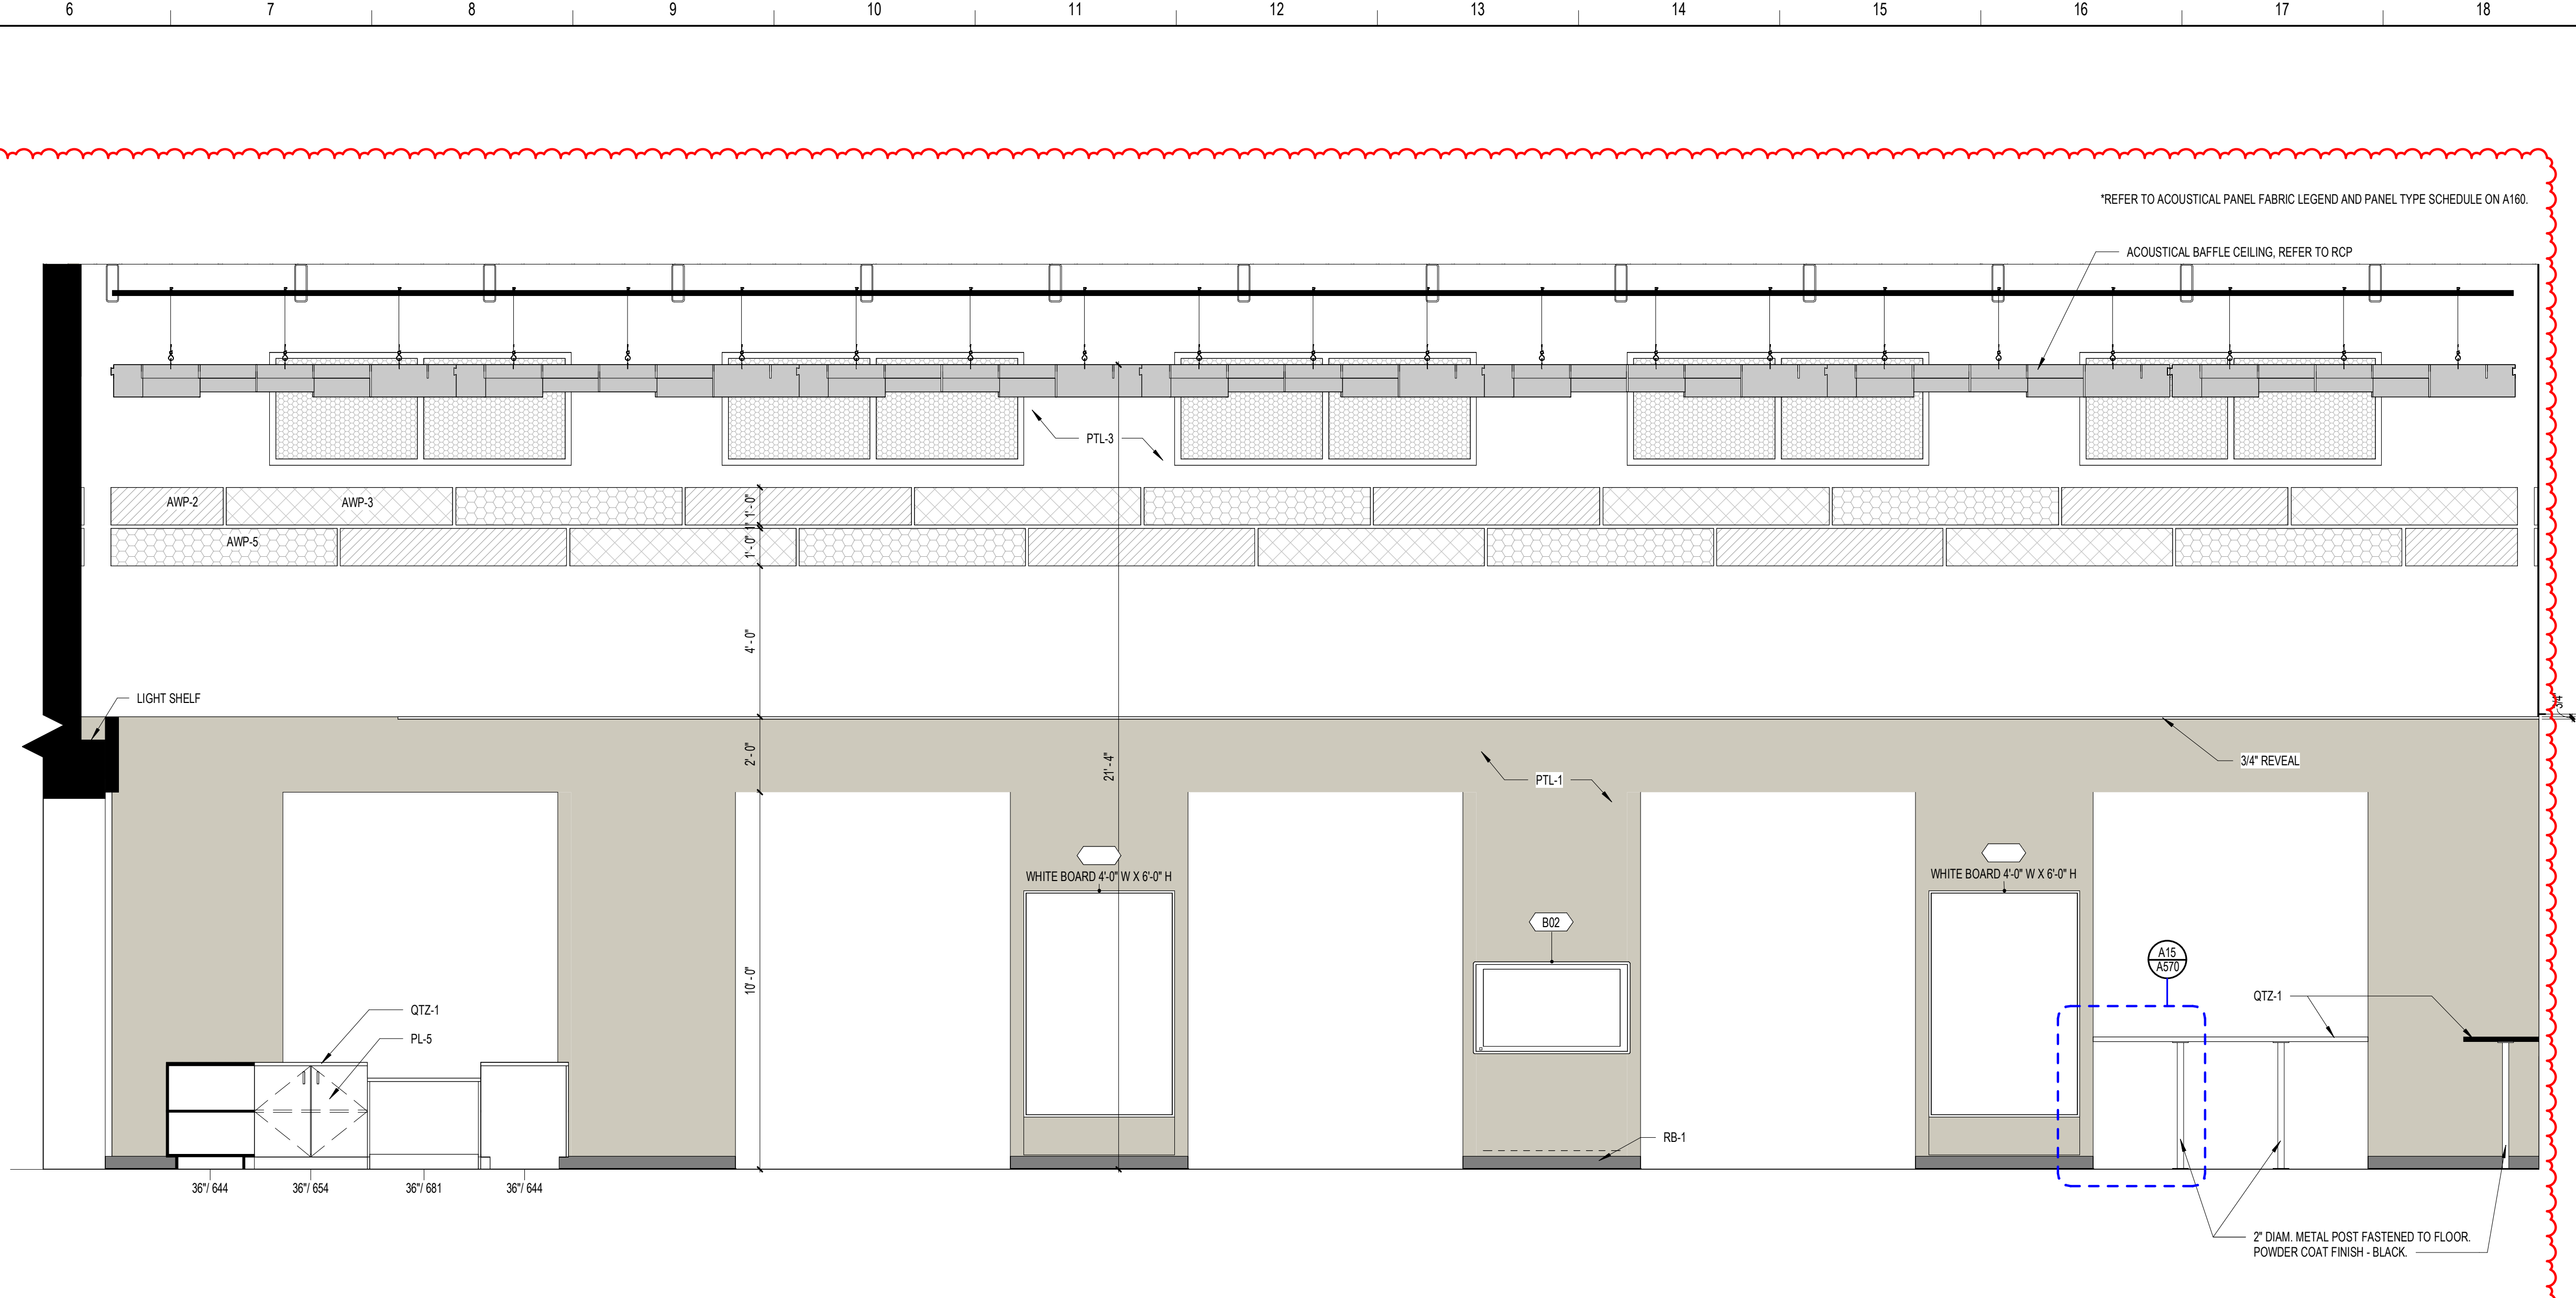 6 7 8 9 10 11 12 13 14 15 16 17 18
*REFER TO ACOUSTICAL PANEL FABRIC LEGEND AND PANEL TYPE SCHEDULE ON A160.
ACOUSTICAL BAFFLE CEILING, REFER TO RCP
PTL-3
AWP-2
AWP-3
1' - 0"
1"
AWP-5
1' - 0"
4' - 0"
LIGHT SHELF
3/4"
2' - 0"
21' - 4"
3/4" REVEAL
PTL-1
WHITE BOARD 4'-0" W X 6'-0" H
WHITE BOARD 4'-0" W X 6'-0" H
B02
A15
A570
10' - 0"
QTZ-1
QTZ-1
PL-5
RB-1
36"/ 644
36"/ 654
36"/ 681
36"/ 644
2" DIAM. METAL POST FASTENED TO FLOOR.
POWDER COAT FINISH - BLACK.